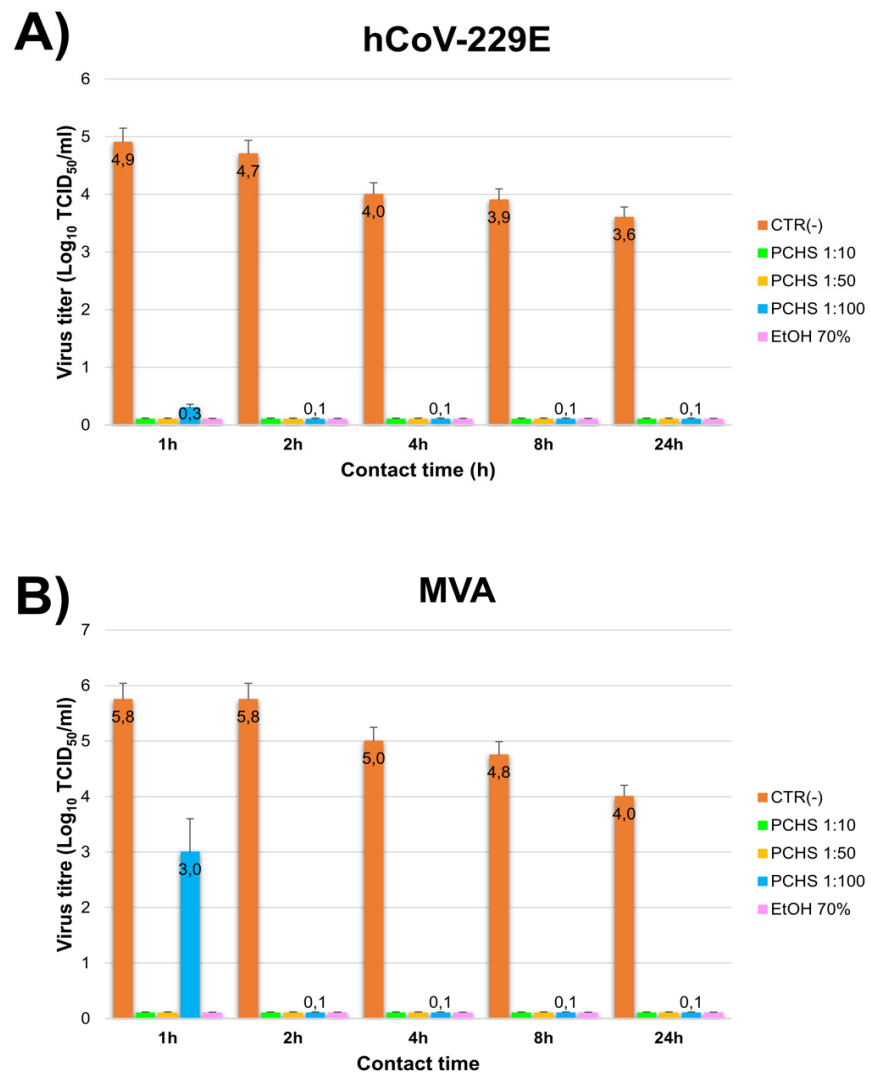 A)
hCoV-229E
Virus titer (Log₁₀ TCID₅₀/ml)
6
5
4
3
2
1
0
4,9
4,7
4,0
3,9
3,6
0,3
0,1
0,1
0,1
0,1
1h 2h 4h 8h 24h
Contact time (h)
CTR(-)
PCHS 1:10
PCHS 1:50
PCHS 1:100
EtOH 70%
B)
MVA
Virus titre (Log₁₀ TCID₅₀/ml)
7
6
5
4
3
2
1
0
5,8
5,8
5,0
4,8
4,0
3,0
0,1
0,1
0,1
0,1
1h 2h 4h 8h 24h
Contact time
CTR(-)
PCHS 1:10
PCHS 1:50
PCHS 1:100
EtOH 70%